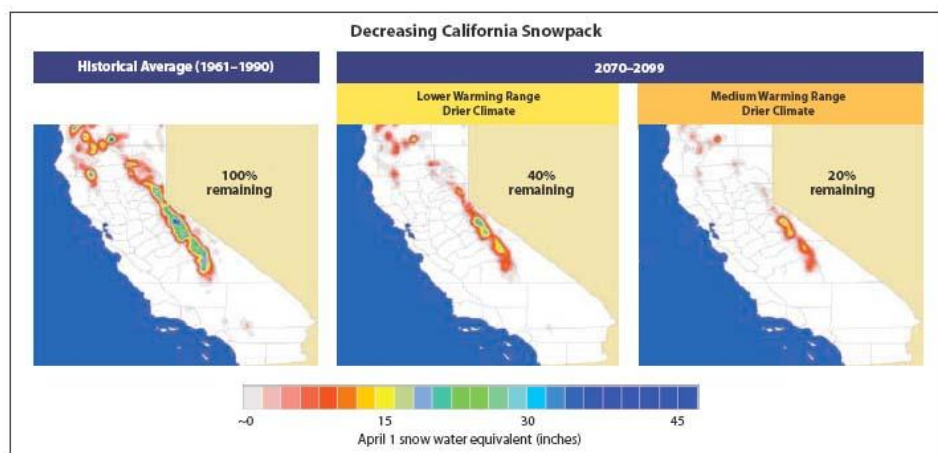 Decreasing California Snowpack
Historical Average (1961–1990)
2070–2099
Lower Warming Range
Drier Climate
Medium Warming Range
Drier Climate
100%
remaining
40%
remaining
20%
remaining
~0 15 30 45
April 1 snow water equivalent (inches)